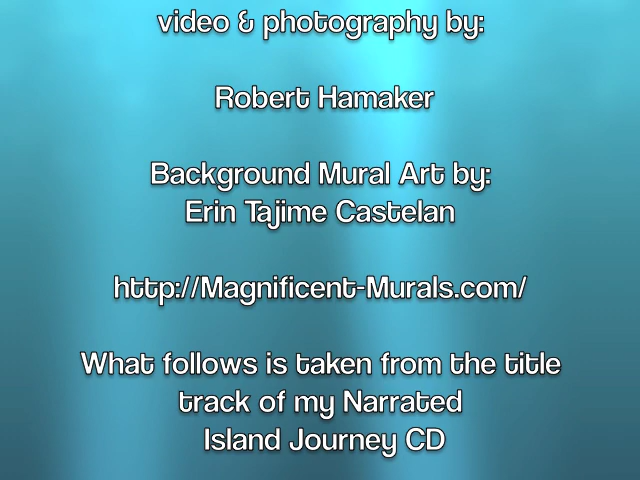 video & photography by:
Robert Hamaker
Background Mural Art by:
Erin Tajime Castelan
http://Magnificent-Murals.com/
What follows is taken from the title
track of my Narrated
Island Journey CD